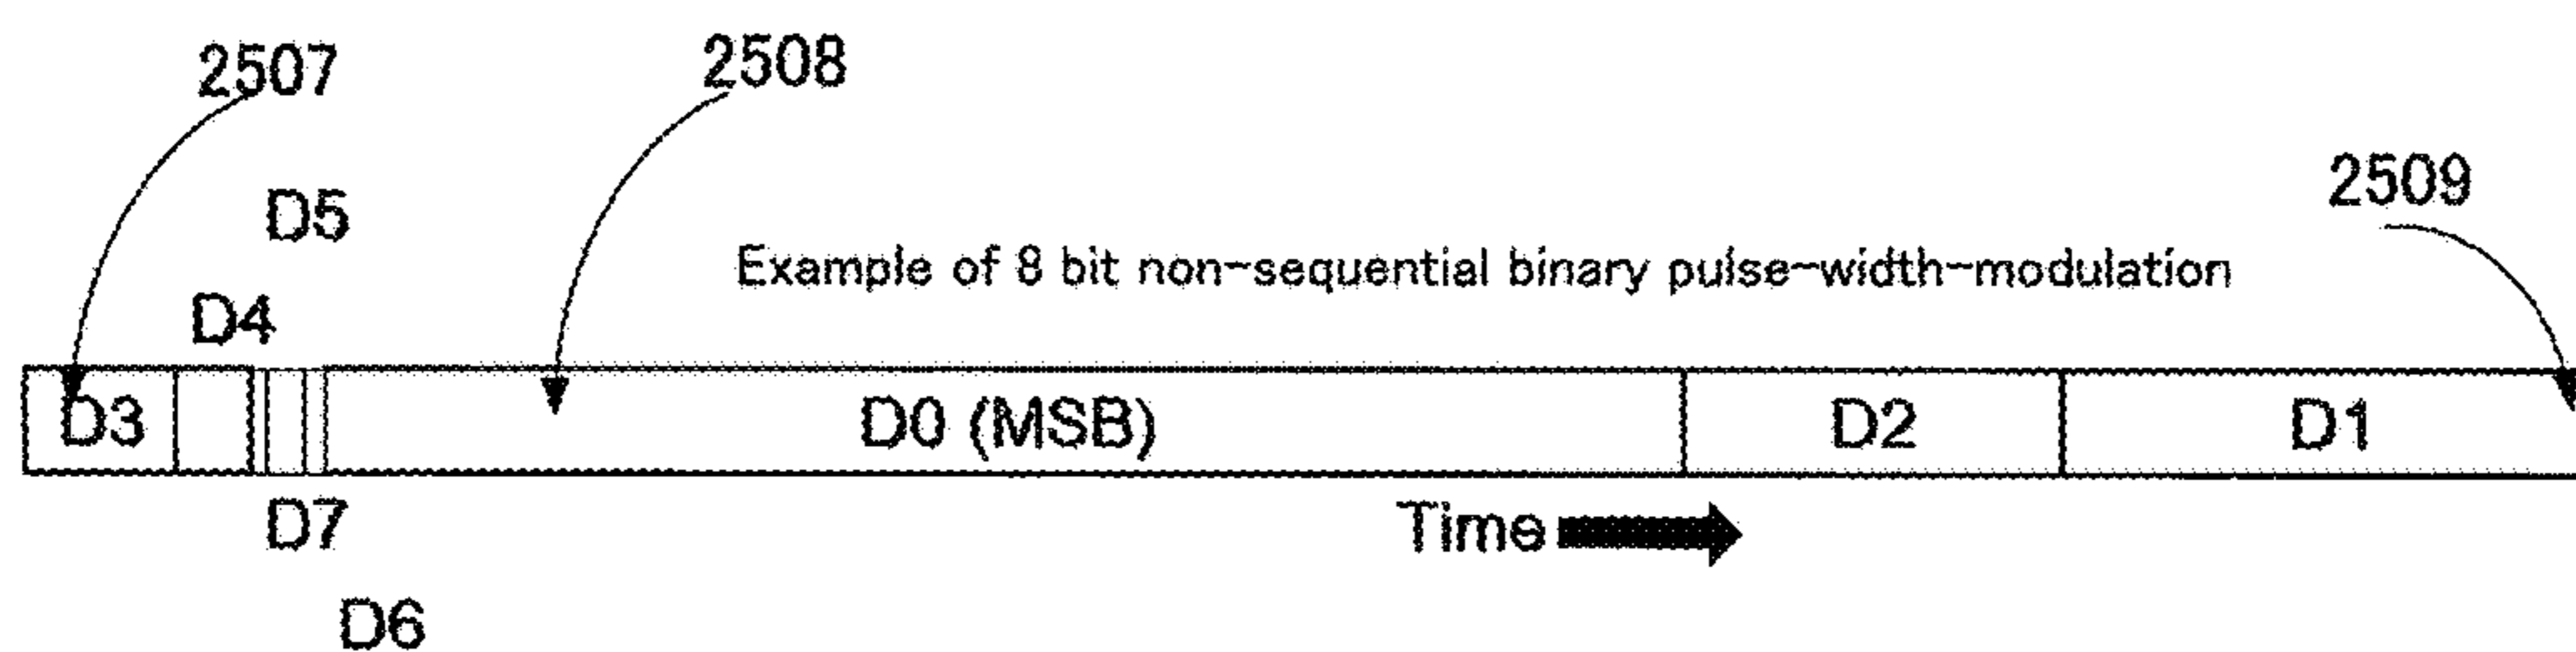 2507
2508
2509
D5
Example of 8 bit non-sequential binary pulse-width-modulation
D4
D3
D0 (MSB)
D2
D1
D7
Time
D6